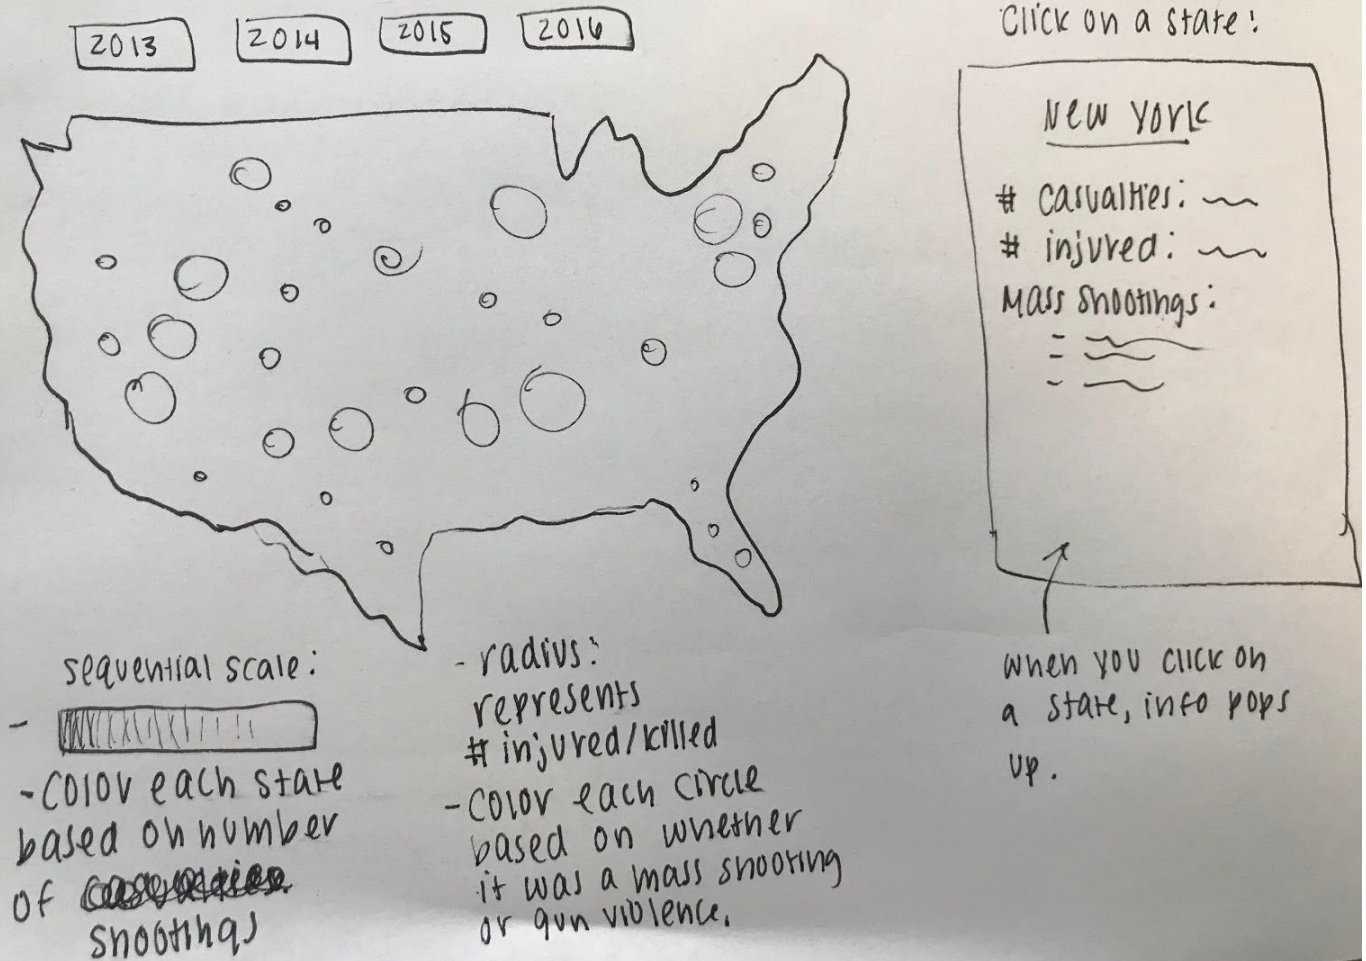 2013 2014 2015 2016
Click on a state:
New York
# casualties:
# injured:
Mass shootings:
when you click on
a state, info pops
up.
sequential scale:
- color each state
based on number
of
shootings
- radius:
represents
# injured/killed
- color each circle
based on whether
it was a mass shooting
or gun violence.